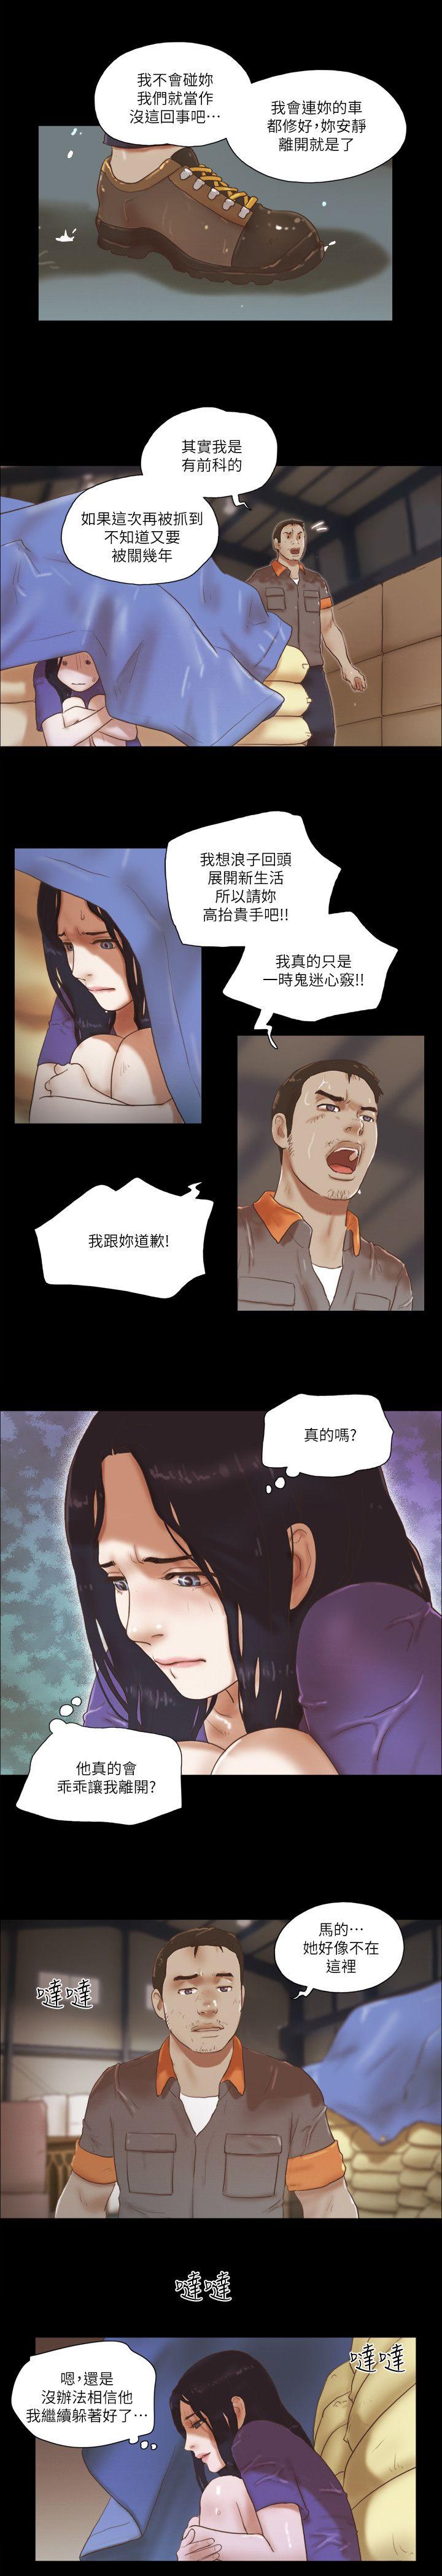 我不會碰妳
我們就當作
沒這回事吧…
我會連妳的車
都修好,妳安靜
離開就是了
其實我是
有前科的
如果這次再被抓到
不知道又要
被關幾年
我想浪子回頭
展開新生活
所以請妳
高抬貴手吧!!
我真的只是
一時鬼迷心竅!!
我跟妳道歉!
真的嗎?
他真的會
乖乖讓我離開?
馬的…
她好像不在
這裡
噠噠
噠噠
噠噠
嗯,還是
沒辦法相信他
我繼續躲著好了…